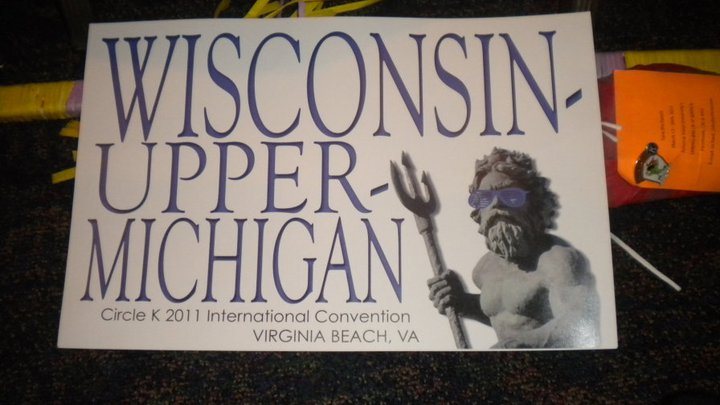 WISCONSIN-
UPPER-
MICHIGAN
Circle K 2011 International Convention
VIRGINIA BEACH, VA